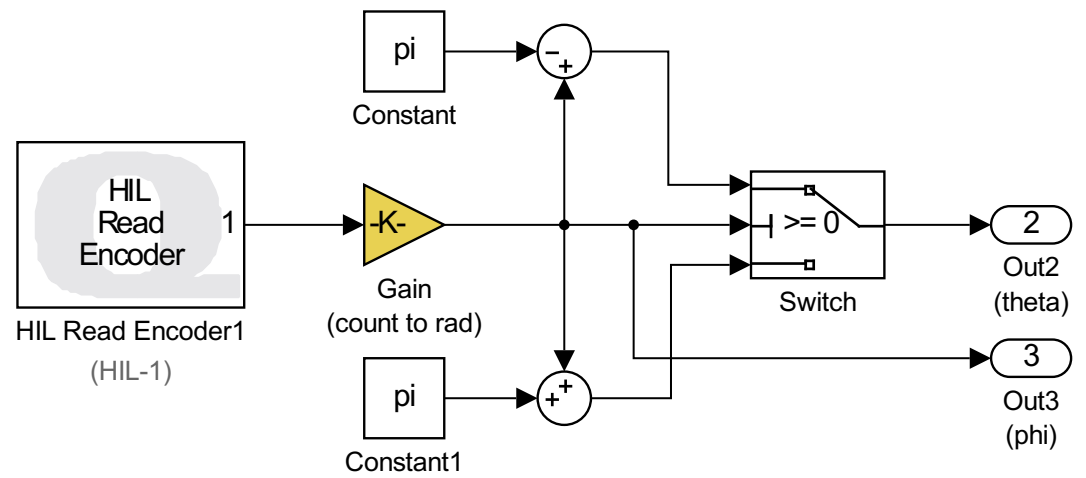 pi
−
+
Constant
HIL
Read
Encoder
1
HIL Read Encoder1
(HIL-1)
-K-
Gain
(count to rad)
>= 0
Switch
2
Out2
(theta)
3
Out3
(phi)
pi
+
+
Constant1